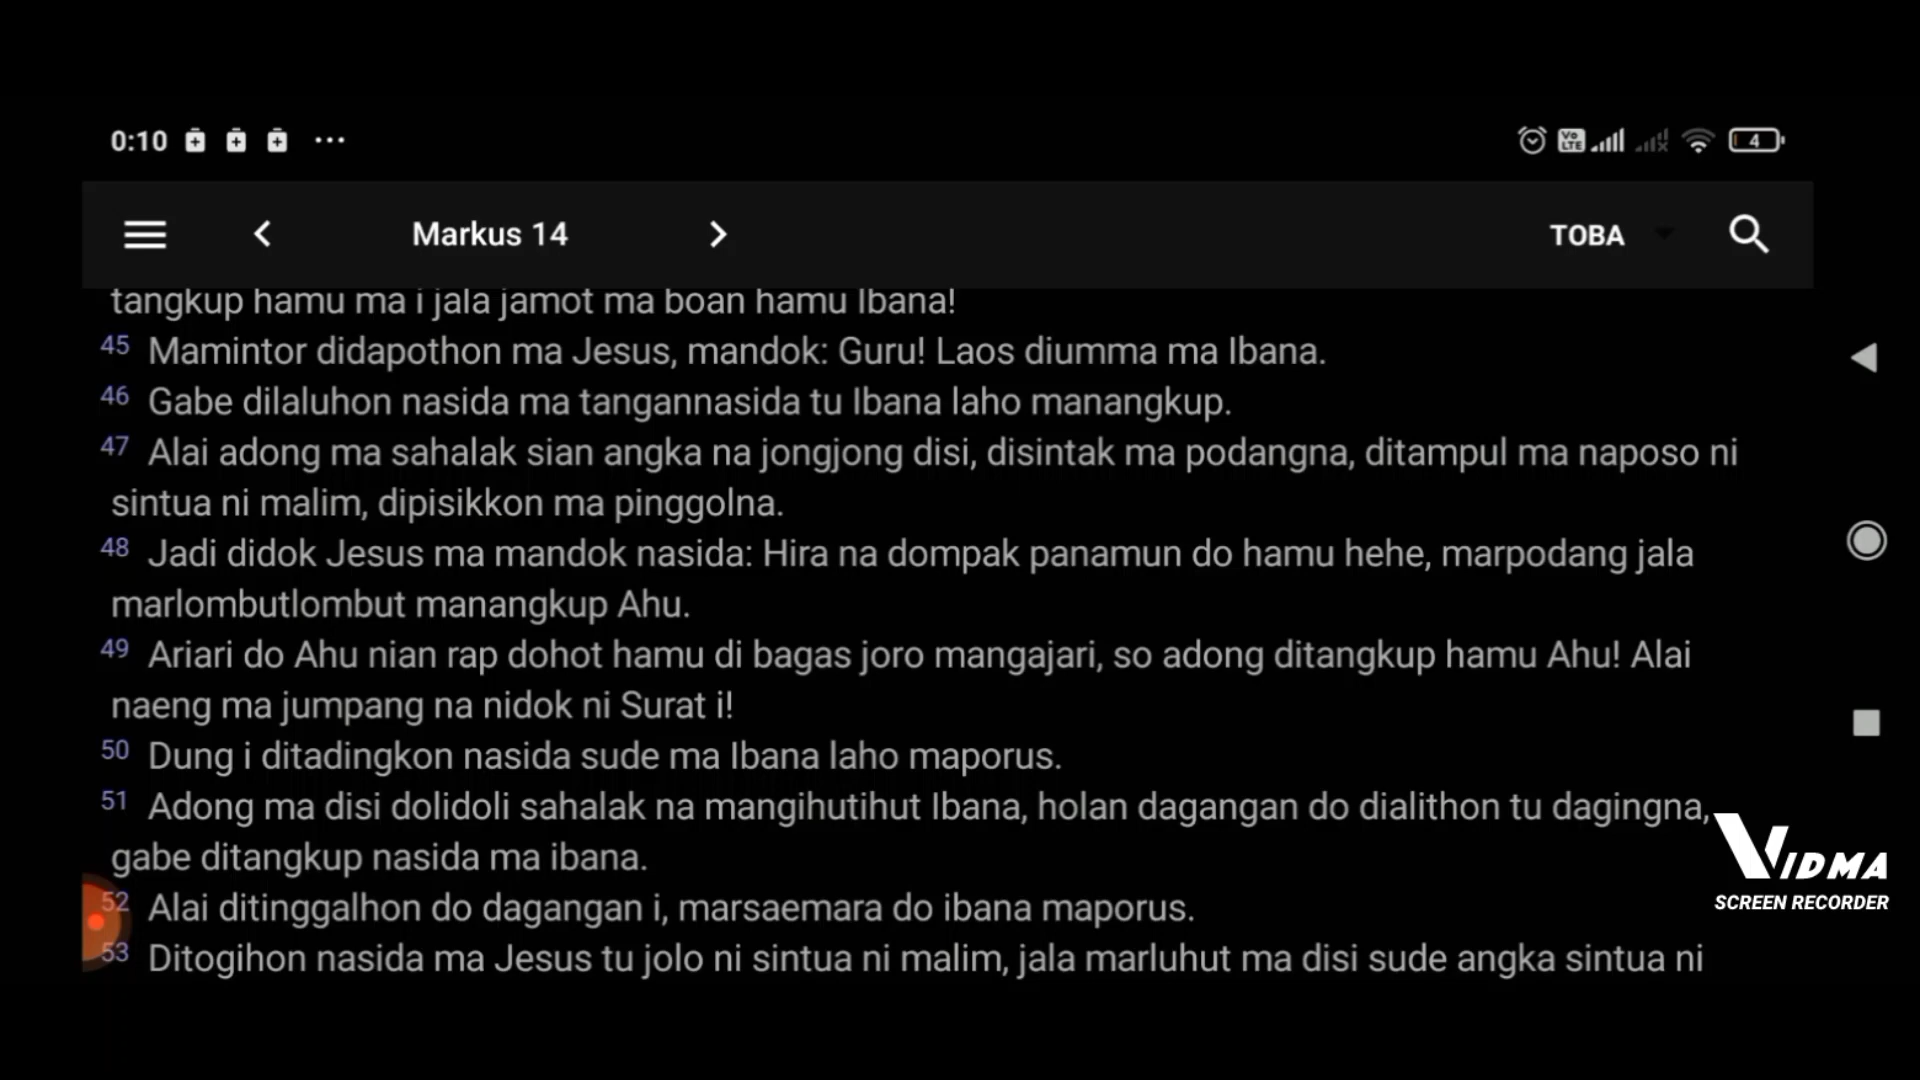 0:10 ...
Vo LTE 4
Markus 14 TOBA
tangkup hamu ma i jala jamot ma boan hamu Ibana!
45 Mamintor didapothon ma Jesus, mandok: Guru! Laos diumma ma Ibana.
46 Gabe dilaluhon nasida ma tangannasida tu Ibana laho manangkup.
47 Alai adong ma sahalak sian angka na jongjong disi, disintak ma podangna, ditampul ma naposo ni
sintua ni malim, dipisikkon ma pinggolna.
48 Jadi didok Jesus ma mandok nasida: Hira na dompak panamun do hamu hehe, marpodang jala
marlombutlombut manangkup Ahu.
49 Ariari do Ahu nian rap dohot hamu di bagas joro mangajari, so adong ditangkup hamu Ahu! Alai
naeng ma jumpang na nidok ni Surat i!
50 Dung i ditadingkon nasida sude ma Ibana laho maporus.
51 Adong ma disi dolidoli sahalak na mangihutihut Ibana, holan dagangan do dialithon tu dagingna,
gabe ditangkup nasida ma ibana.
52 Alai ditinggalhon do dagangan i, marsaemara do ibana maporus.
53 Ditogihon nasida ma Jesus tu jolo ni sintua ni malim, jala marluhut ma disi sude angka sintua ni
VIDMA
SCREEN RECORDER